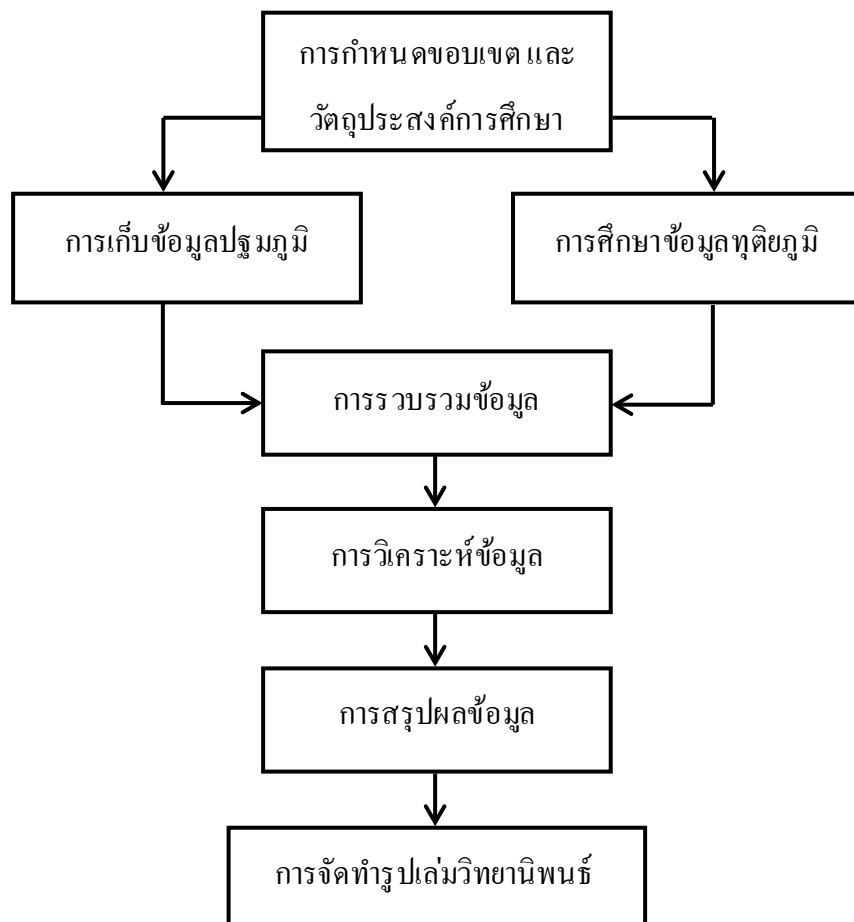 การกำหนดขอบเขต และ
วัตถุประสงค์การศึกษา
การเก็บข้อมูลปฐมภูมิ
การศึกษาข้อมูลทุติยภูมิ
การรวบรวมข้อมูล
การวิเคราะห์ข้อมูล
การสรุปผลข้อมูล
การจัดทำรูปเล่มวิทยานิพนธ์